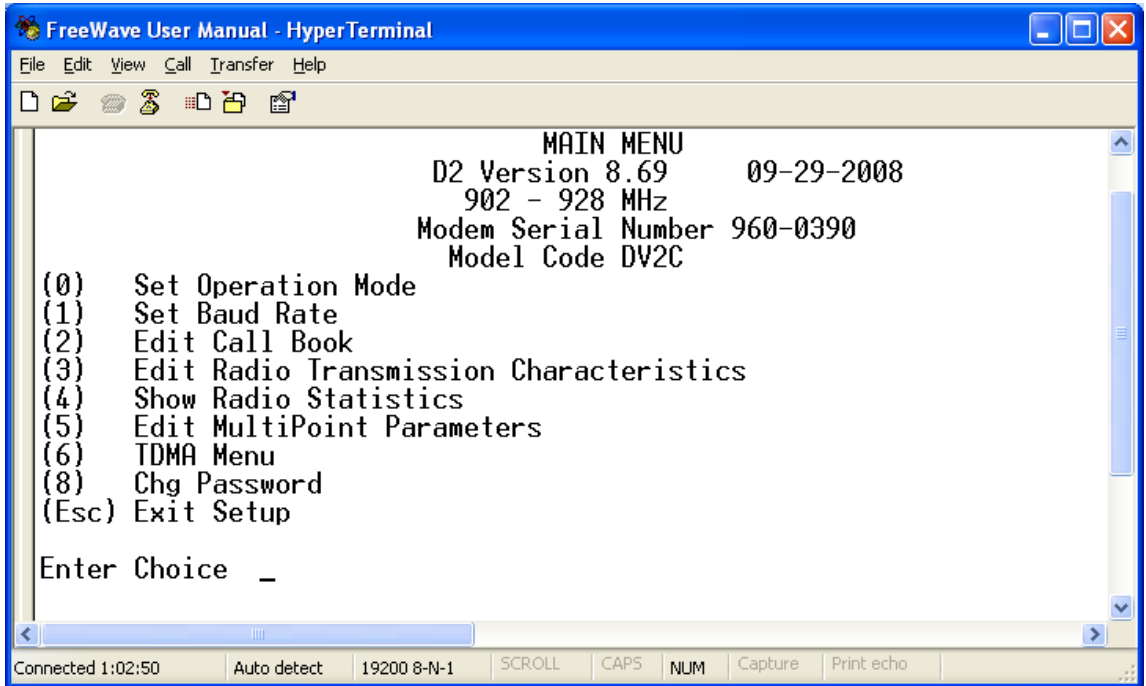 FreeWave User Manual - HyperTerminal
File Edit View Call Transfer Help
MAIN MENU
D2 Version 8.69 09-29-2008
902 - 928 MHz
Modem Serial Number 960-0390
Model Code DV2C
(0) Set Operation Mode
(1) Set Baud Rate
(2) Edit Call Book
(3) Edit Radio Transmission Characteristics
(4) Show Radio Statistics
(5) Edit MultiPoint Parameters
(6) TDMA Menu
(8) Chg Password
(Esc) Exit Setup
Enter Choice _
Connected 1:02:50 Auto detect 19200 8-N-1 SCROLL CAPS NUM Capture Print echo